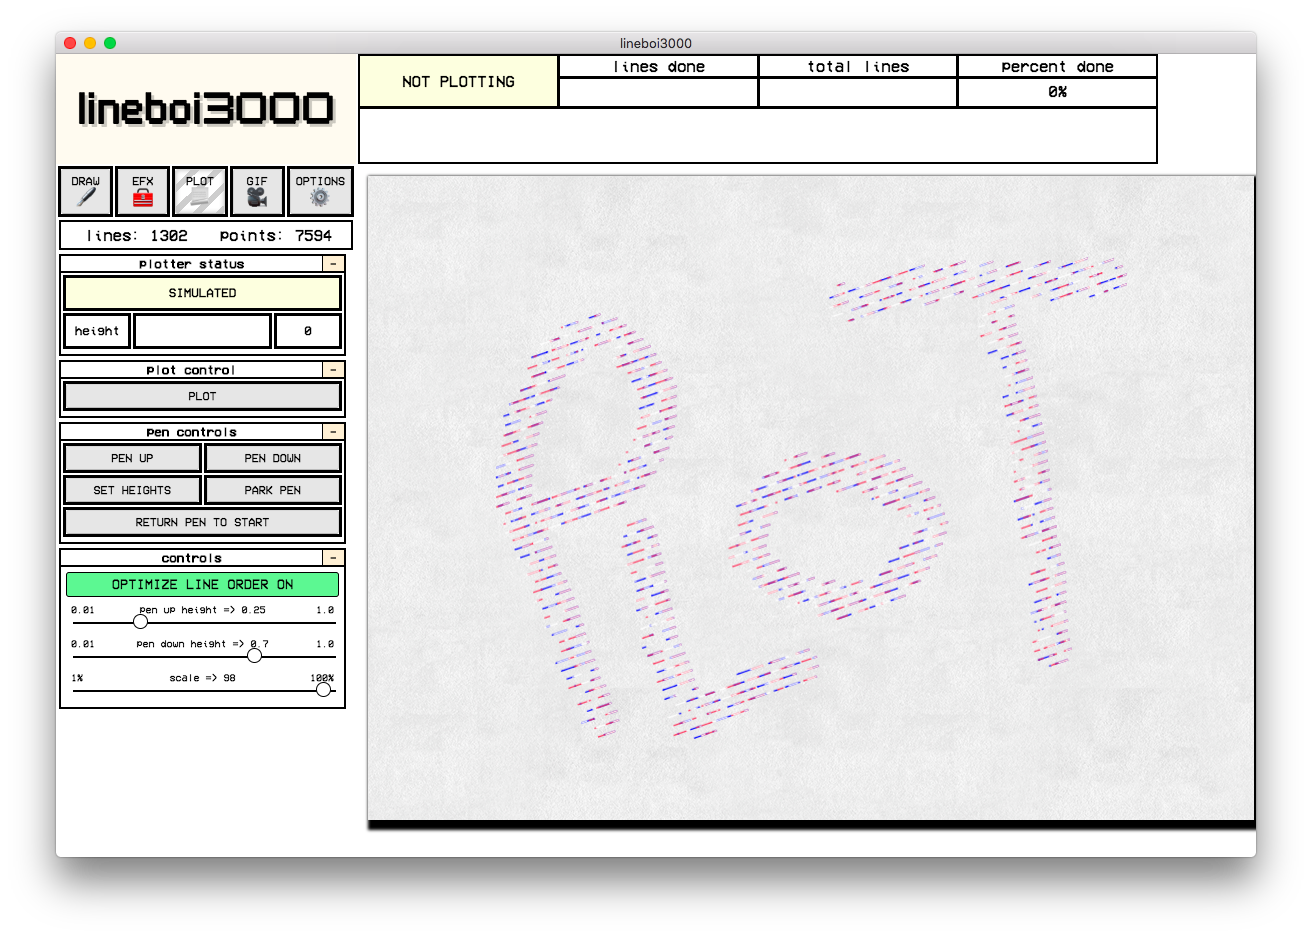 lineboi3000
lineboi3000
NOT PLOTTING
lines done
total lines
percent done
0%
DRAW
EFX
PLOT
GIF
OPTIONS
lines: 1302 points: 7594
plotter status
-
SIMULATED
height
0
plot control
-
PLOT
pen controls
-
PEN UP
PEN DOWN
SET HEIGHTS
PARK PEN
RETURN PEN TO START
controls
-
OPTIMIZE LINE ORDER ON
0.01 pen up height => 0.25 1.0
0.01 pen down height => 0.7 1.0
1% scale => 98 100%
PLOT